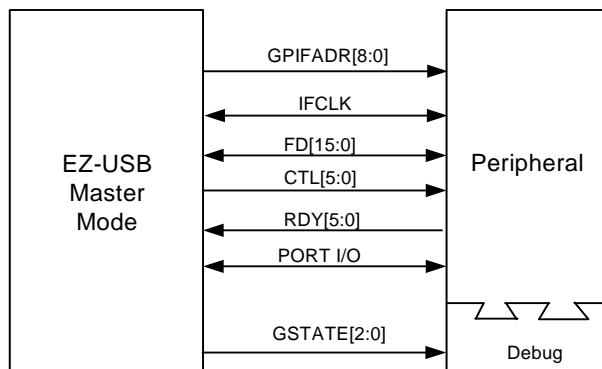 GPIFADR[8:0]
IFCLK
FD[15:0]
EZ-USB
Master
Mode
CTL[5:0]
Peripheral
RDY[5:0]
PORT I/O
GSTATE[2:0]
Debug